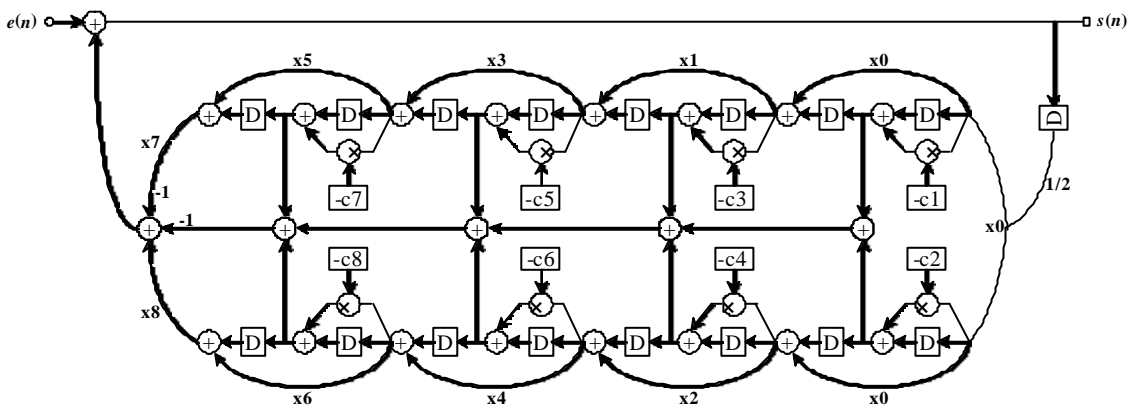 e(n) + s(n)
x5 x3 x1 x0
+ D + D + D + D + D + D + D + D D
x7 × × × ×
-1 -c7 -c5 -c3 -c1 1/2
+ -1 + + + + x0
-c8 -c6 -c4 -c2
x8 × × × ×
+ D + D + D + D + D + D + D + D
x6 x4 x2 x0